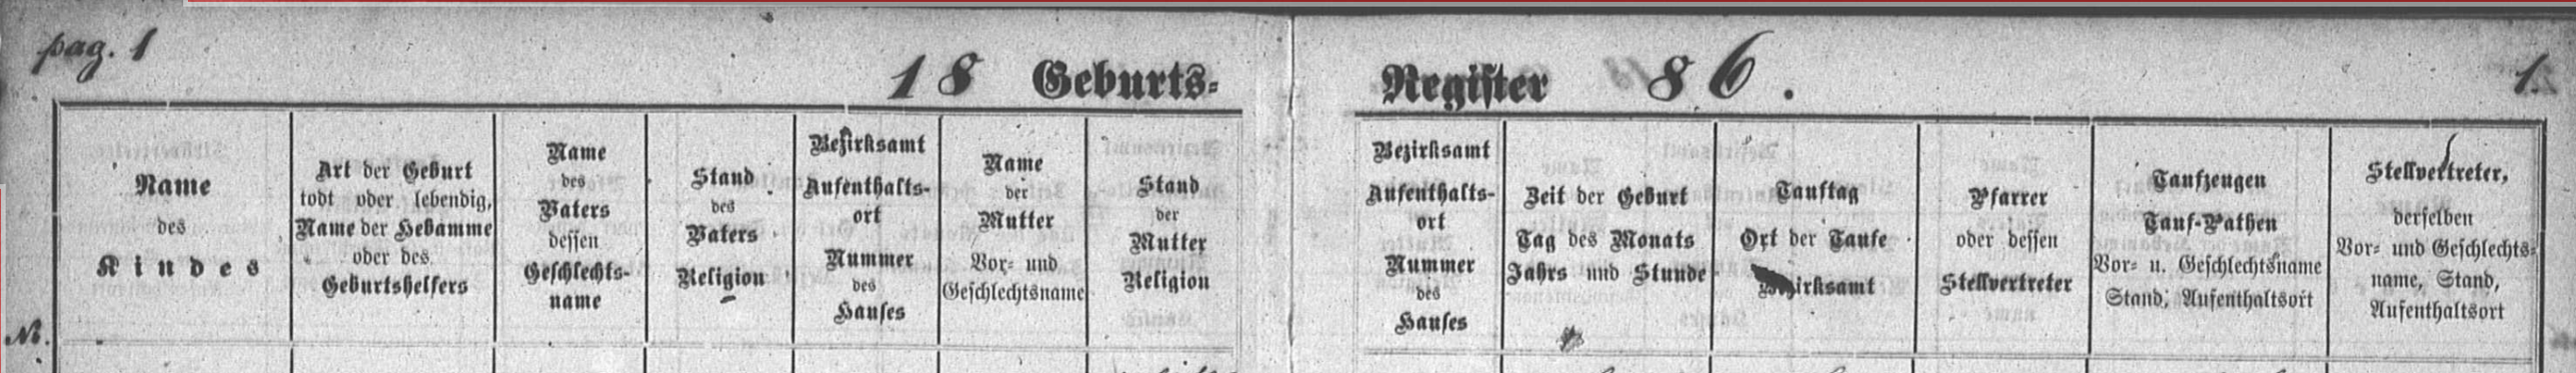 pag. 1
18 Geburts-
Register 86.
1.
Name
des
Kindes
Art der Geburt
todt oder lebendig,
Name der Hebamme
oder des
Geburtshelfers
Name
des
Vaters
dessen
Geschlechts-
name
Stand
des
Vaters
Religion
Bezirksamt
Aufenthalts-
ort
Nummer
des
Hauses
Name
der
Mutter
Vor- und
Geschlechtsname
Stand
der
Mutter
Religion
Bezirksamt
Aufenthalts-
ort
Nummer
des
Hauses
Zeit der Geburt
Tag des Monats
Jahrs und Stunde
Tauftag
Ort der Taufe
Bezirksamt
Pfarrer
oder dessen
Stellvertreter
Taufzeugen
Tauf-Pathen
Vor- u. Geschlechtsname
Stand, Aufenthaltsort
Stellvertreter,
derselben
Vor- und Geschlechts-
name, Stand,
Aufenthaltsort
№.